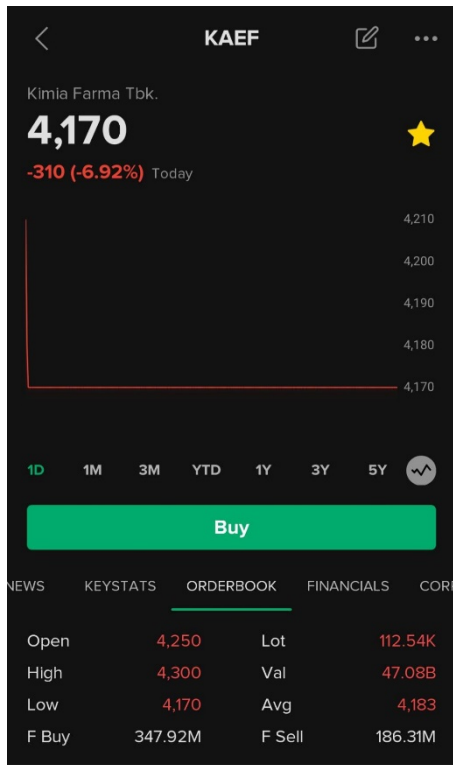 KAEF
Kimia Farma Tbk.
4,170
-310 (-6.92%) Today
4,210
4,200
4,190
4,180
4,170
1D 1M 3M YTD 1Y 3Y 5Y
Buy
NEWS KEYSTATS ORDERBOOK FINANCIALS COR
Open 4,250 Lot 112.54K
High 4,300 Val 47.08B
Low 4,170 Avg 4,183
F Buy 347.92M F Sell 186.31M